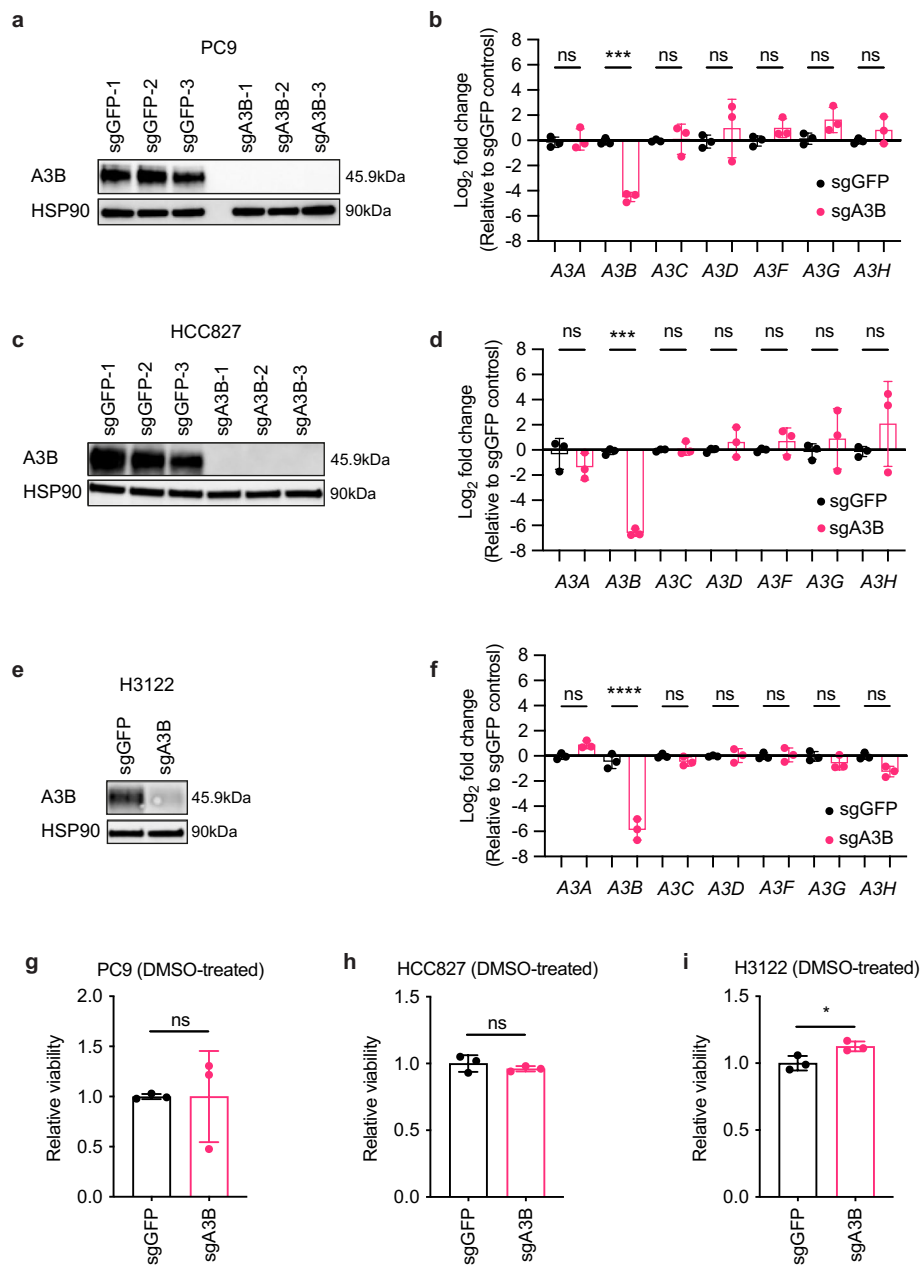 a
PC9
sgGFP-1
sgGFP-2
sgGFP-3
sgA3B-1
sgA3B-2
sgA3B-3
A3B
45.9kDa
HSP90
90kDa
b
Log2 fold change
(Relative to sgGFP controsl)
8
6
4
2
0
-2
-4
-6
-8
ns *** ns ns ns ns ns
sgGFP
sgA3B
A3A A3B A3C A3D A3F A3G A3H
c
HCC827
sgGFP-1
sgGFP-2
sgGFP-3
sgA3B-1
sgA3B-2
sgA3B-3
A3B
45.9kDa
HSP90
90kDa
d
Log2 fold change
(Relative to sgGFP controsl)
8
6
4
2
0
-2
-4
-6
-8
ns *** ns ns ns ns ns
sgGFP
sgA3B
A3A A3B A3C A3D A3F A3G A3H
e
H3122
sgGFP
sgA3B
A3B
45.9kDa
HSP90
90kDa
f
Log2 fold change
(Relative to sgGFP controsl)
8
6
4
2
0
-2
-4
-6
-8
ns **** ns ns ns ns ns
sgGFP
sgA3B
A3A A3B A3C A3D A3F A3G A3H
g
PC9 (DMSO-treated)
Relative viability
2.0
1.5
1.0
0.5
0.0
ns
sgGFP
sgA3B
h
HCC827 (DMSO-treated)
Relative viability
1.5
1.0
0.5
0.0
ns
sgGFP
sgA3B
i
H3122 (DMSO-treated)
Relative viability
1.5
1.0
0.5
0.0
*
sgGFP
sgA3B